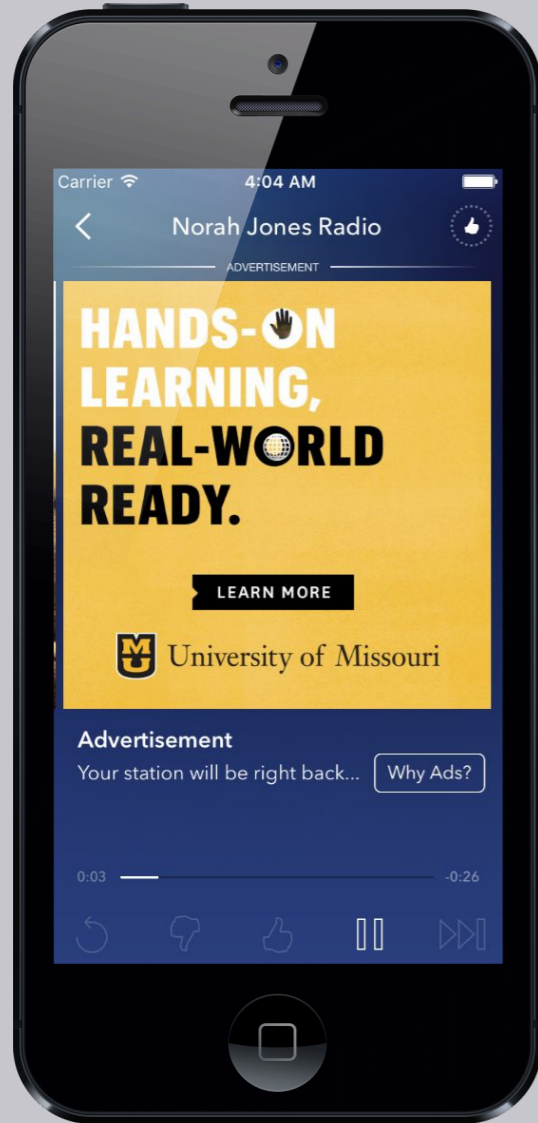 Carrier 4:04 AM
Norah Jones Radio
ADVERTISEMENT
HANDS-ON
LEARNING,
REAL-WORLD
READY.
LEARN MORE
MU University of Missouri
Advertisement
Your station will be right back... Why Ads?
0:03 -0:26